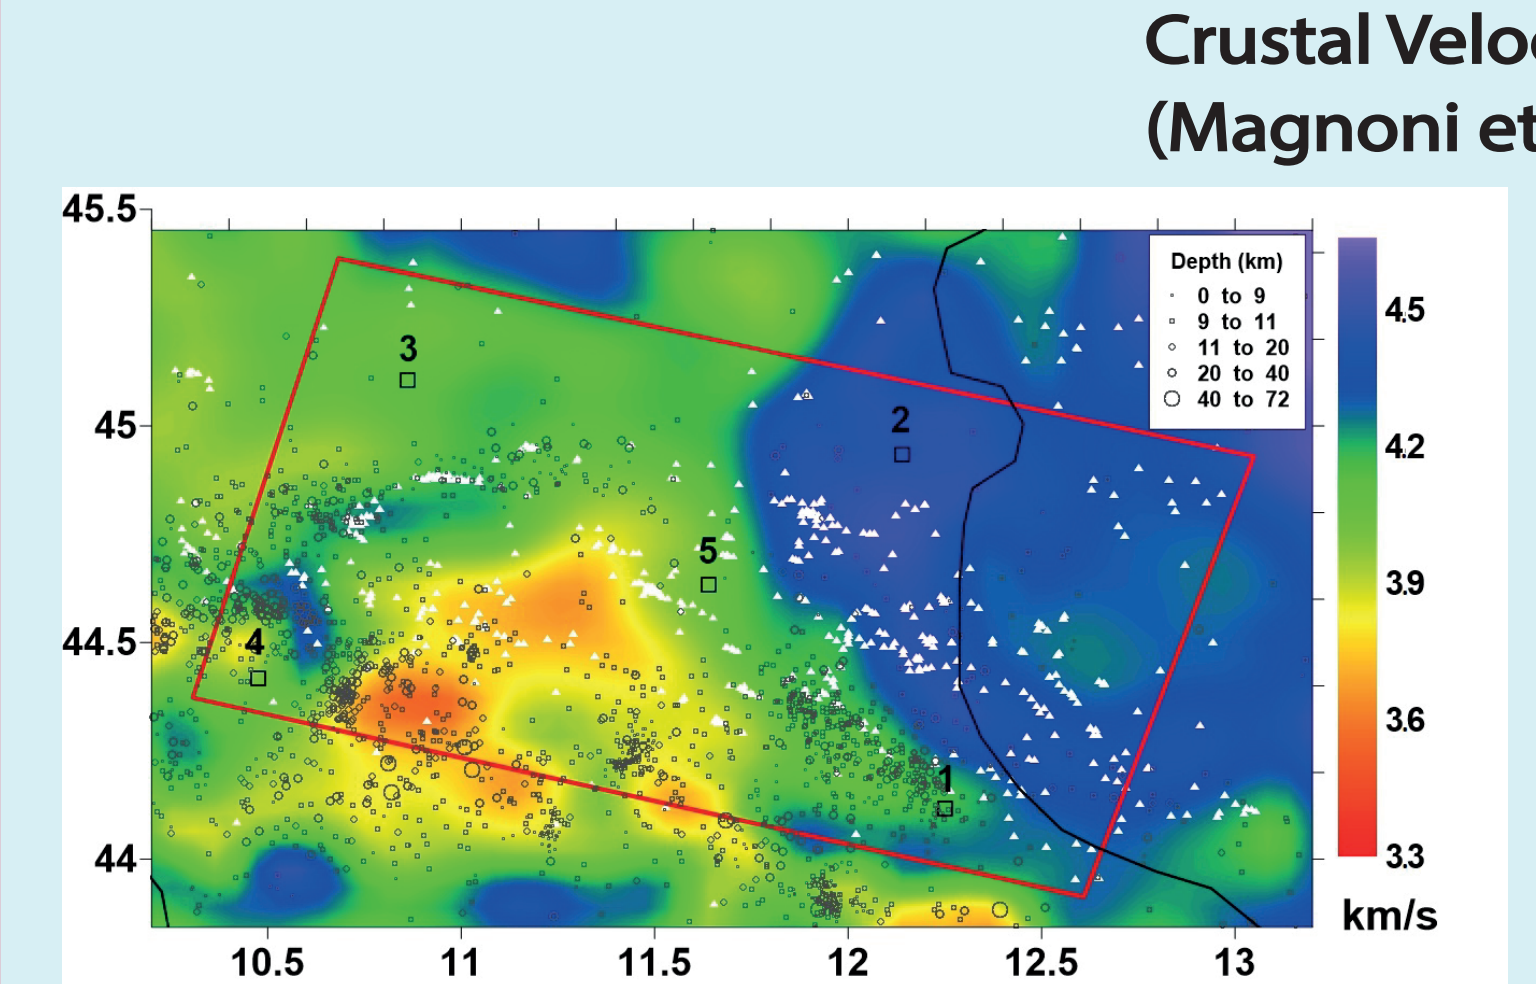 Crustal Velo
(Magnoni et
45.5
45
44.5
44
3
2
5
4
1
Depth (km)
0 to 9
9 to 11
11 to 20
20 to 40
40 to 72
4.5
4.2
3.9
3.6
3.3
km/s
10.5 11 11.5 12 12.5 13